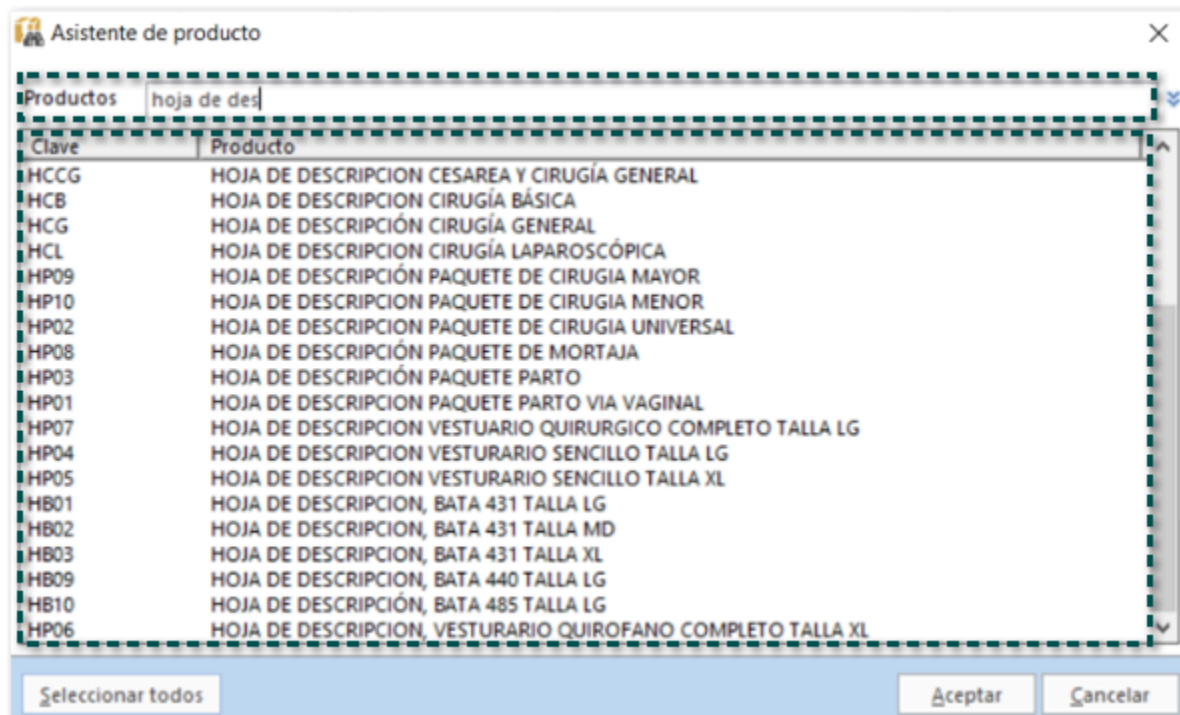 Asistente de producto
Productos hoja de des
Clave Producto
HCCG HOJA DE DESCRIPCION CESAREA Y CIRUGÍA GENERAL
HCB HOJA DE DESCRIPCION CIRUGÍA BÁSICA
HCG HOJA DE DESCRIPCIÓN CIRUGÍA GENERAL
HCL HOJA DE DESCRIPCION CIRUGÍA LAPAROSCÓPICA
HP09 HOJA DE DESCRIPCIÓN PAQUETE DE CIRUGIA MAYOR
HP10 HOJA DE DESCRIPCION PAQUETE DE CIRUGIA MENOR
HP02 HOJA DE DESCRIPCION PAQUETE DE CIRUGIA UNIVERSAL
HP08 HOJA DE DESCRIPCIÓN PAQUETE DE MORTAJA
HP03 HOJA DE DESCRIPCIÓN PAQUETE PARTO
HP01 HOJA DE DESCRIPCION PAQUETE PARTO VIA VAGINAL
HP07 HOJA DE DESCRIPCION VESTUARIO QUIRURGICO COMPLETO TALLA LG
HP04 HOJA DE DESCRIPCION VESTURARIO SENCILLO TALLA LG
HP05 HOJA DE DESCRIPCION VESTURARIO SENCILLO TALLA XL
HB01 HOJA DE DESCRIPCION, BATA 431 TALLA LG
HB02 HOJA DE DESCRIPCION, BATA 431 TALLA MD
HB03 HOJA DE DESCRIPCION, BATA 431 TALLA XL
HB09 HOJA DE DESCRIPCION, BATA 440 TALLA LG
HB10 HOJA DE DESCRIPCIÓN, BATA 485 TALLA LG
HP06 HOJA DE DESCRIPCION, VESTURARIO QUIROFANO COMPLETO TALLA XL
Seleccionar todos Aceptar Cancelar